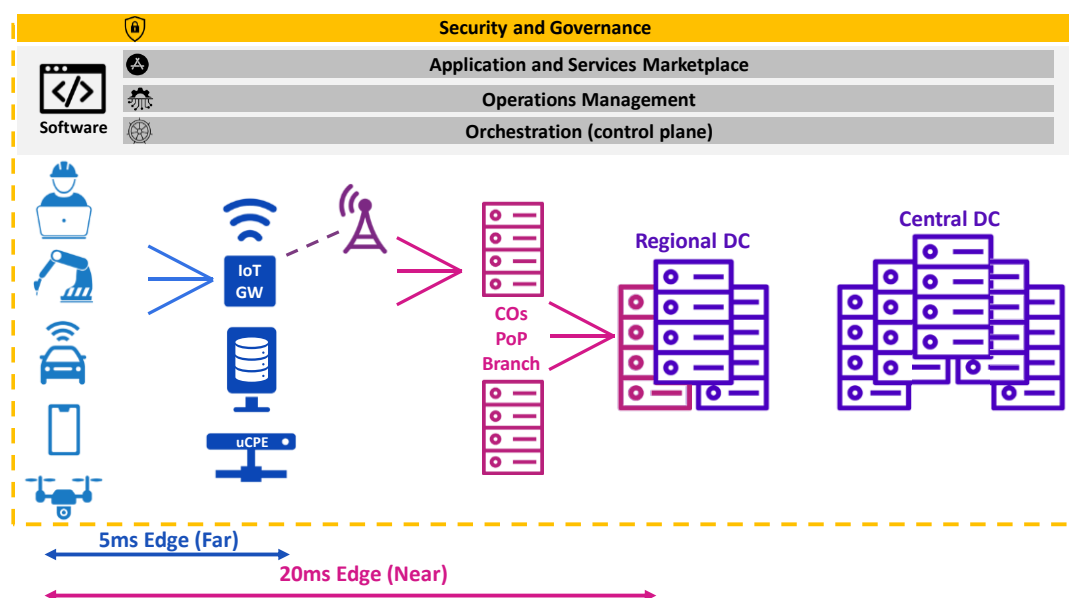 Security and Governance
Application and Services Marketplace
Operations Management
Software
Orchestration (control plane)
Central DC
Regional DC
IoT
GW
COs
PoP
Branch
uCPE
5ms Edge (Far)
20ms Edge (Near)